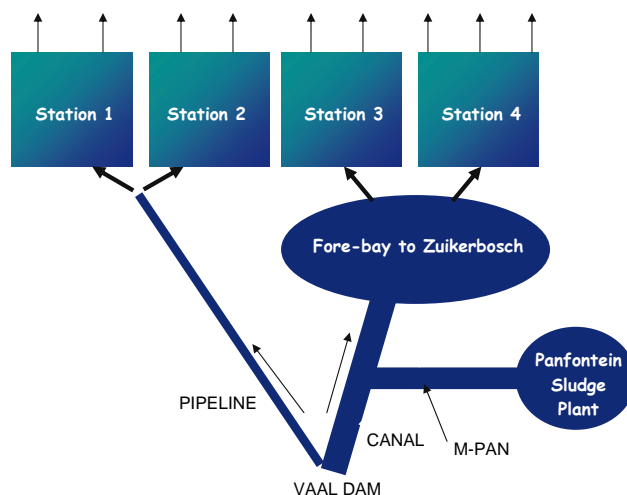 Station 1
Station 2
Station 3
Station 4
Fore-bay to Zuikerbosch
Panfontein
Sludge
Plant
PIPELINE
CANAL
M-PAN
VAAL DAM